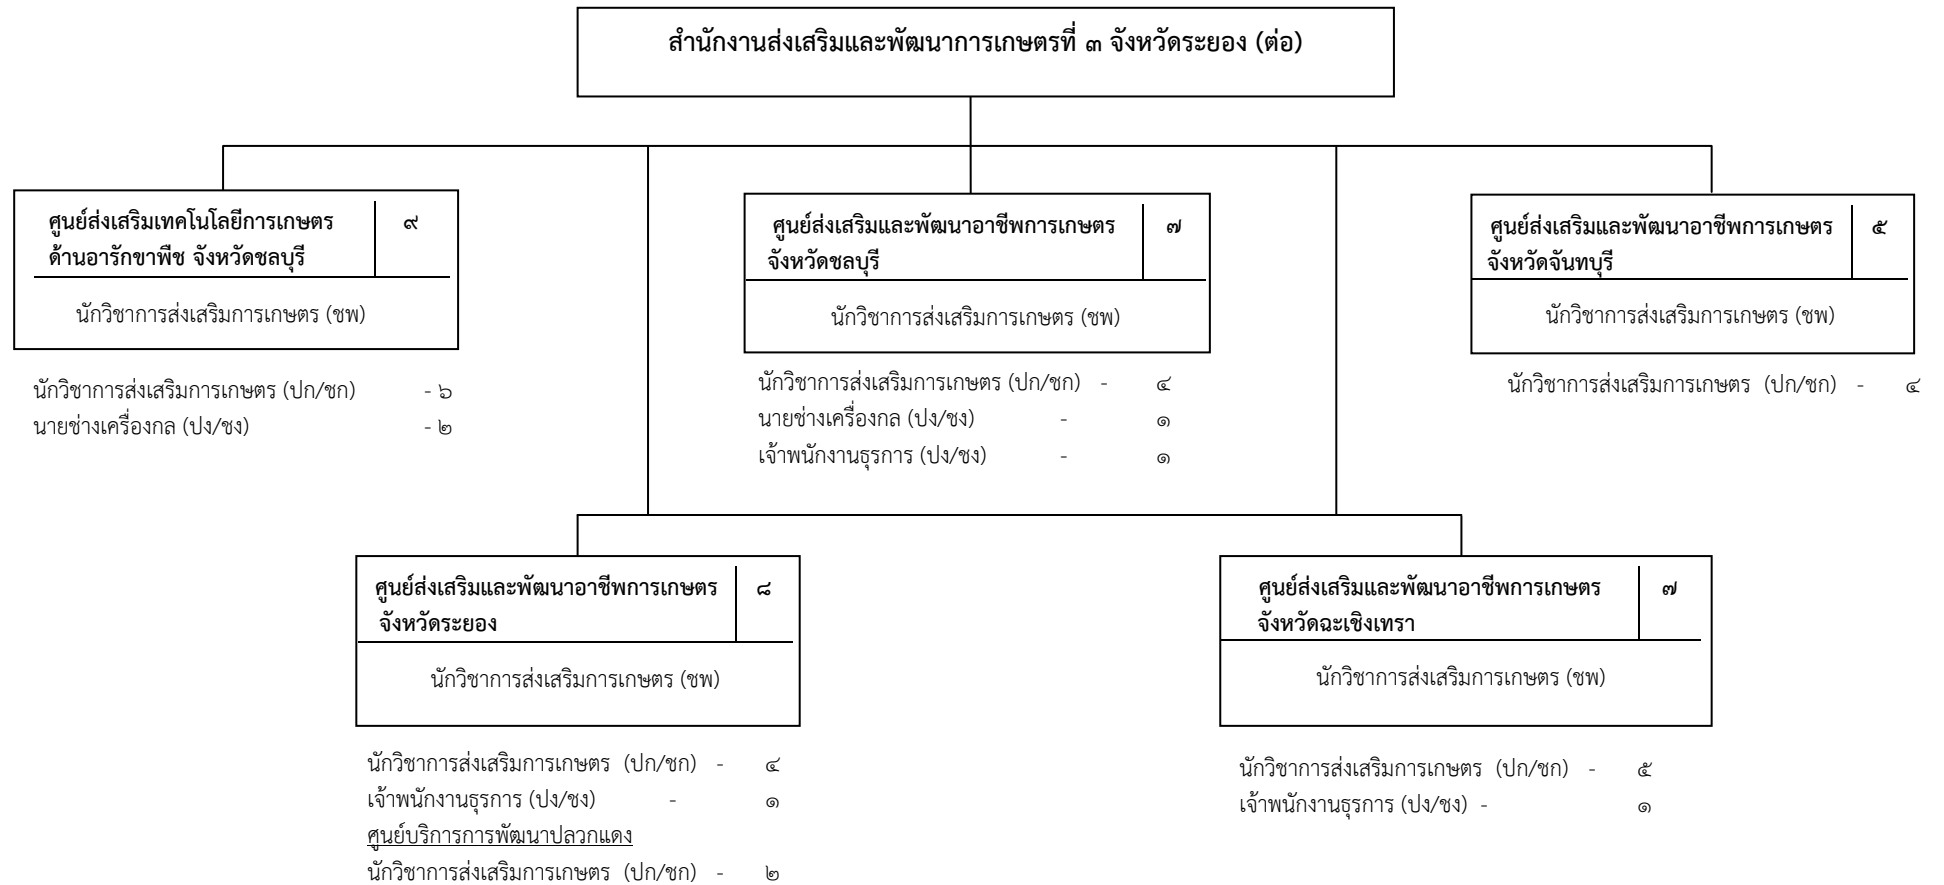 สำนักงานส่งเสริมและพัฒนาการเกษตรที่ ๓ จังหวัดระยอง (ต่อ)
ศูนย์ส่งเสริมเทคโนโลยีการเกษตร ๙
ด้านอารักขาพืช จังหวัดชลบุรี
นักวิชาการส่งเสริมการเกษตร (ชพ)
นักวิชาการส่งเสริมการเกษตร (ปก/ชก) - ๖
นายช่างเครื่องกล (ปง/ชง) - ๒
ศูนย์ส่งเสริมและพัฒนาอาชีพการเกษตร ๗
จังหวัดชลบุรี
นักวิชาการส่งเสริมการเกษตร (ชพ)
นักวิชาการส่งเสริมการเกษตร (ปก/ชก) - ๔
นายช่างเครื่องกล (ปง/ชง) - ๑
เจ้าพนักงานธุรการ (ปง/ชง) - ๑
ศูนย์ส่งเสริมและพัฒนาอาชีพการเกษตร ๕
จังหวัดจันทบุรี
นักวิชาการส่งเสริมการเกษตร (ชพ)
นักวิชาการส่งเสริมการเกษตร (ปก/ชก) - ๔
ศูนย์ส่งเสริมและพัฒนาอาชีพการเกษตร ๘
จังหวัดระยอง
นักวิชาการส่งเสริมการเกษตร (ชพ)
นักวิชาการส่งเสริมการเกษตร (ปก/ชก) - ๔
เจ้าพนักงานธุรการ (ปง/ชง) - ๑
ศูนย์บริการการพัฒนาปลวกแดง
นักวิชาการส่งเสริมการเกษตร (ปก/ชก) - ๒
ศูนย์ส่งเสริมและพัฒนาอาชีพการเกษตร ๗
จังหวัดฉะเชิงเทรา
นักวิชาการส่งเสริมการเกษตร (ชพ)
นักวิชาการส่งเสริมการเกษตร (ปก/ชก) - ๕
เจ้าพนักงานธุรการ (ปง/ชง) - ๑